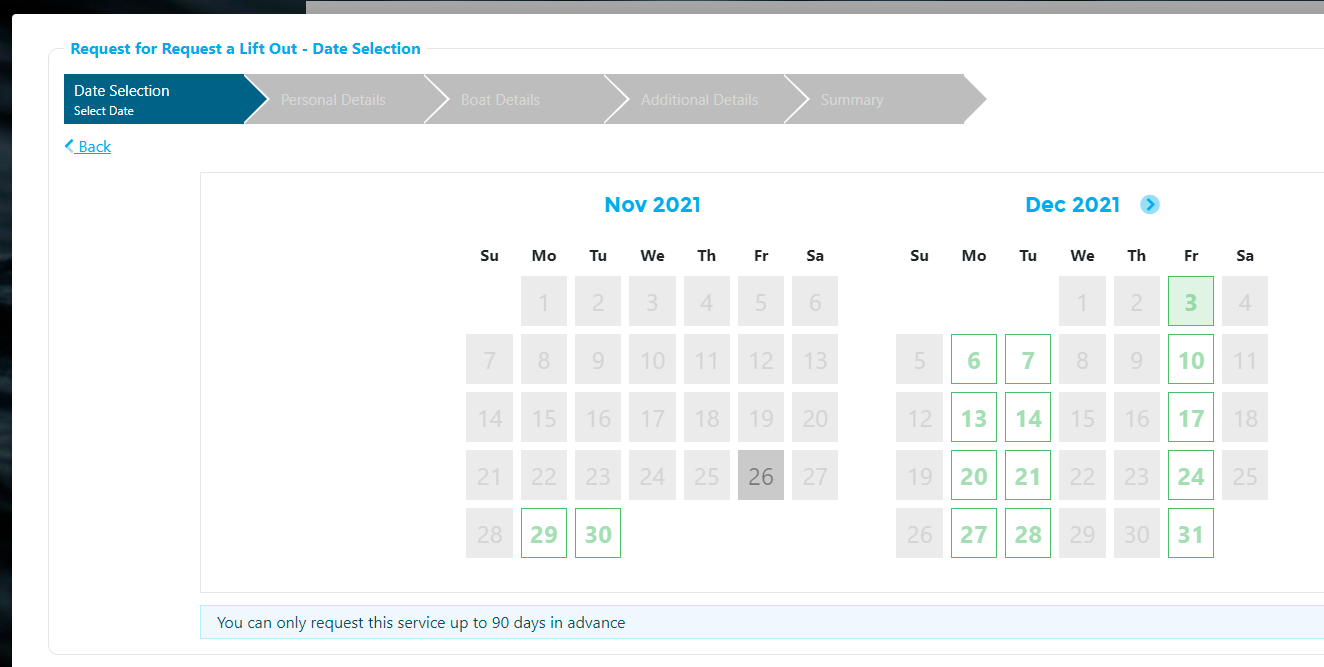 Request for Request a Lift Out - Date Selection
Date Selection
Select Date
Personal Details
Boat Details
Additional Details
Summary
Back
Nov 2021
Su Mo Tu We Th Fr Sa
1 2 3 4 5 6
7 8 9 10 11 12 13
14 15 16 17 18 19 20
21 22 23 24 25 26 27
28 29 30
Dec 2021
Su Mo Tu We Th Fr Sa
1 2 3 4
5 6 7 8 9 10 11
12 13 14 15 16 17 18
19 20 21 22 23 24 25
26 27 28 29 30 31
You can only request this service up to 90 days in advance